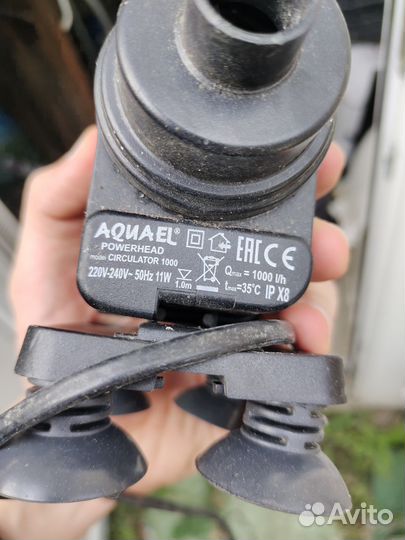 AQUAEL®
POWERHEAD
model CIRCULATOR 1000
220V-240V~ 50Hz 11W
1.0m
EAC CE
Qmax = 1000 l/h
tmax=35°C IP X8
Avito